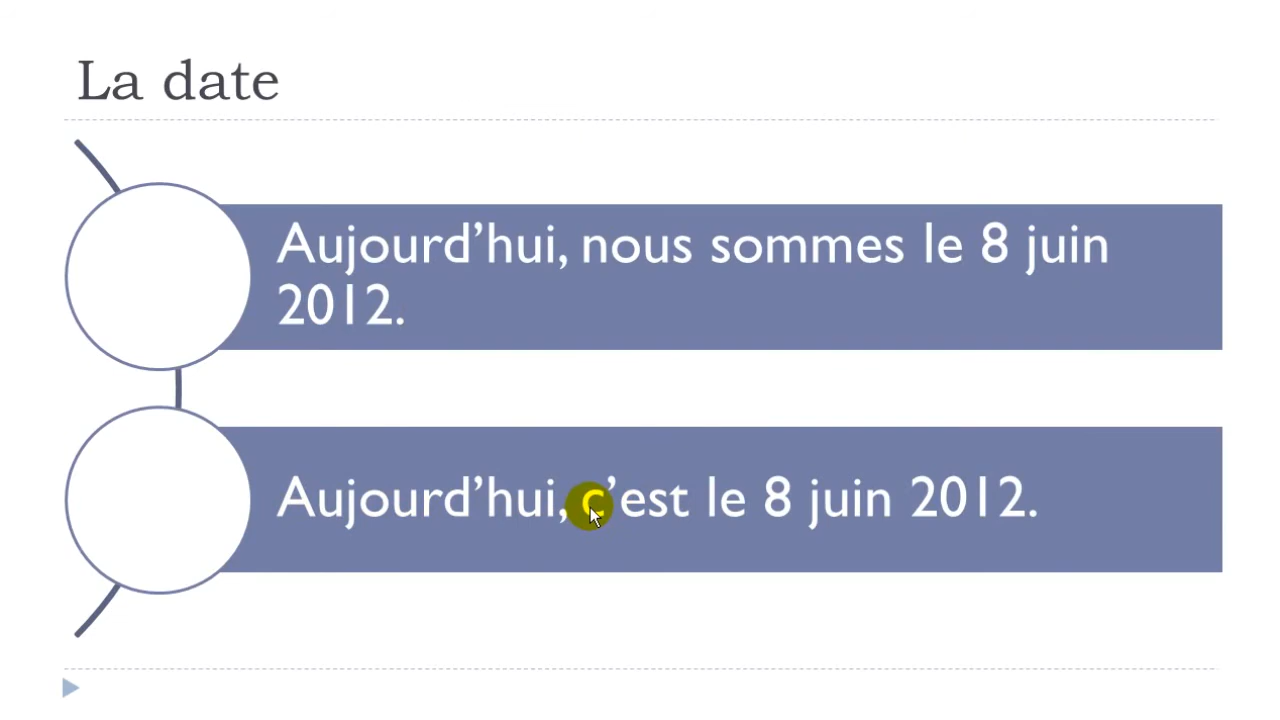 La date
Aujourd’hui, nous sommes le 8 juin
2012.
Aujourd’hui, c’est le 8 juin 2012.